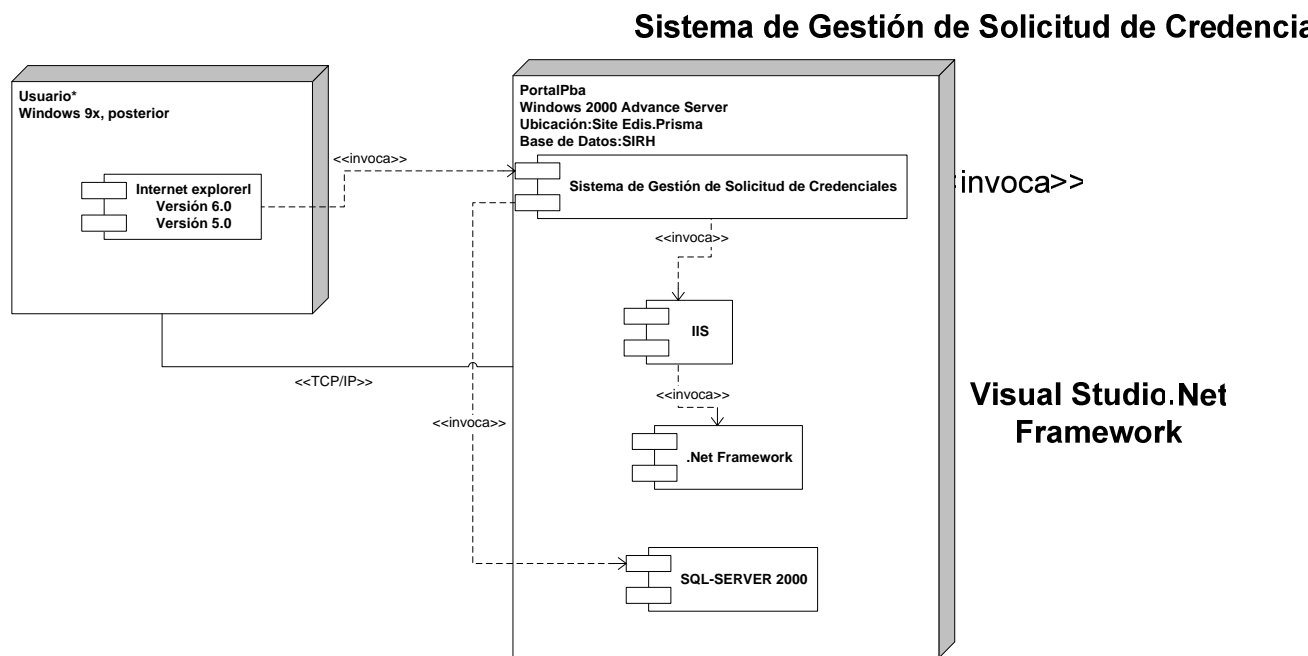 Sistema de Gestión de Solicitud de Credencia
Usuario*
Windows 9x, posterior
PortalPba
Windows 2000 Advance Server
Ubicación:Site Edis.Prisma
Base de Datos:SIRH
<<invoca>>
Internet explorerl
Versión 6.0
Versión 5.0
Sistema de Gestión de Solicitud de Credenciales
invoca>>
<<invoca>>
IIS
<<TCP/IP>>
<<invoca>>
<<invoca>>
Visual Studio.Net
Framework
.Net Framework
SQL-SERVER 2000